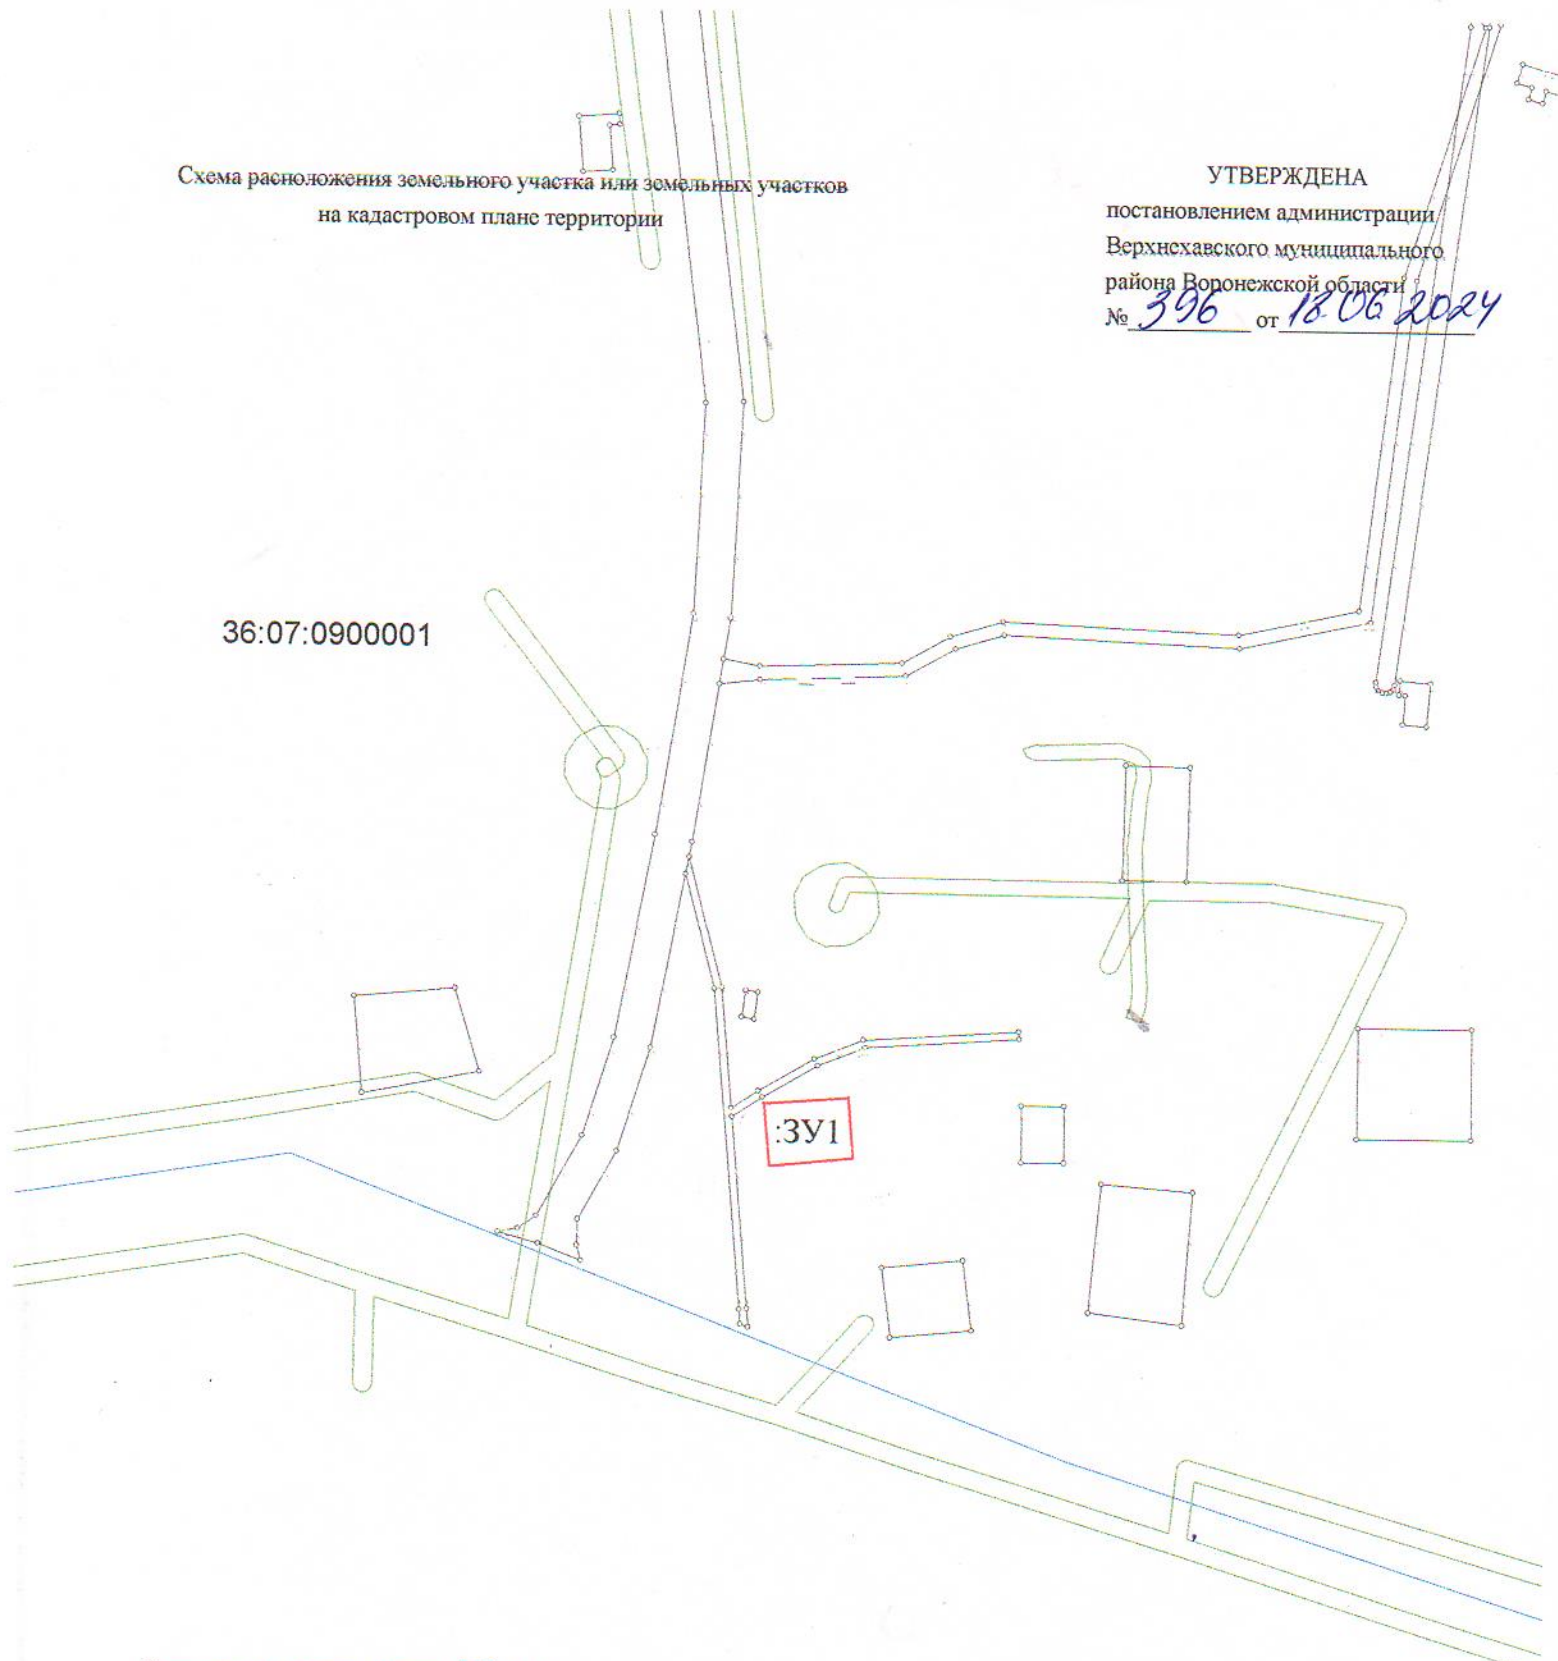 Схема расположения земельного участка или земельных участков
на кадастровом плане территории
УТВЕРЖДЕНА
постановлением администрации
Верхнехавского муниципального
района Воронежской области
№ 396 от 18.06.2024
36:07:0900001
:ЗУ1